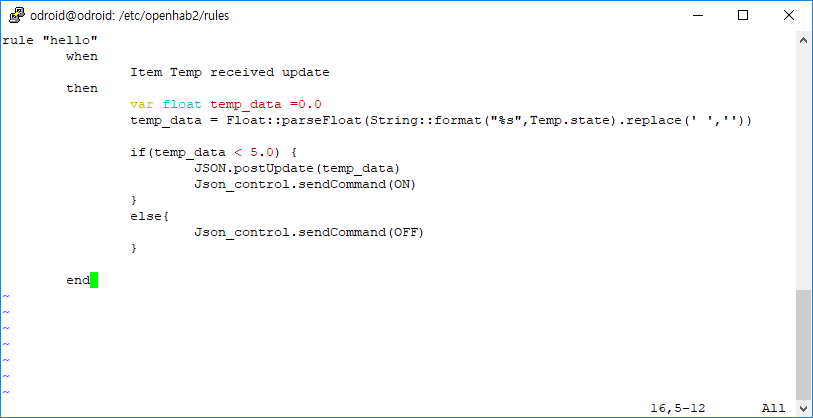 odroid@odroid: /etc/openhab2/rules
rule "hello"
        when
                Item Temp received update
        then
                var float temp_data =0.0
                temp_data = Float::parseFloat(String::format("%s",Temp.state).replace(' ',''))

                if(temp_data < 5.0) {
                        JSON.postUpdate(temp_data)
                        Json_control.sendCommand(ON)
                }
                else{
                        Json_control.sendCommand(OFF)
                }

        end
~
~
~
~
~
~
~
16,5-12 All